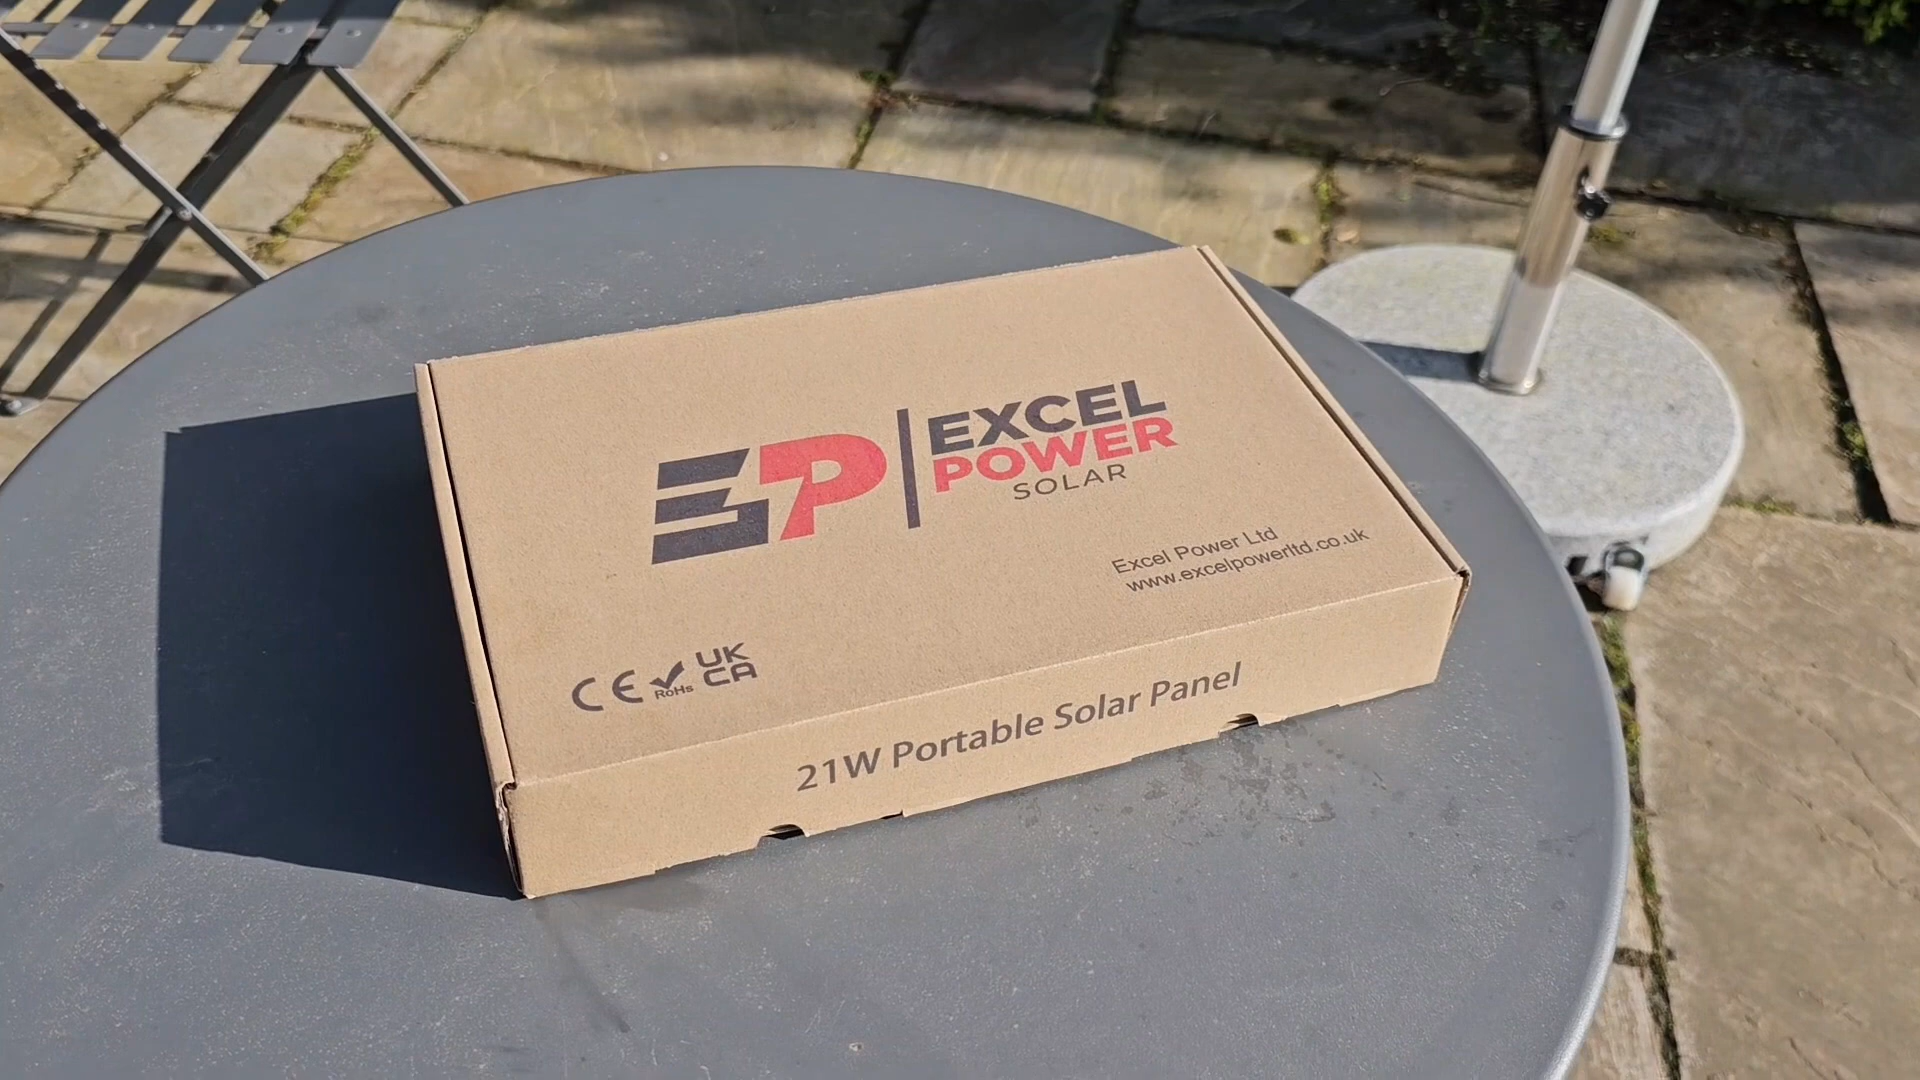 EP
EXCEL
POWER
SOLAR
Excel Power Ltd
www.excelpowerltd.co.uk
CE RoHS UK
CA
21W Portable Solar Panel